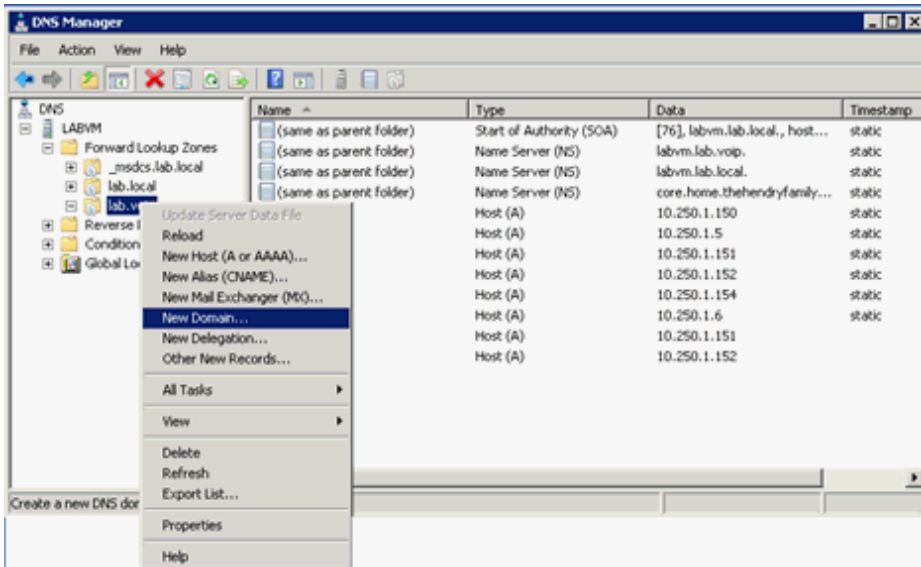 DNS Manager
File Action View Help
DNS
LABVM
Forward Lookup Zones
_msdcs.lab.local
lab.local
lab.vo
Reverse
Condition
Global Lo
Name Type Data Timestamp
(same as parent folder) Start of Authority (SOA) [76], labvm.lab.local., host... static
(same as parent folder) Name Server (NS) labvm.lab.voip. static
(same as parent folder) Name Server (NS) labvm.lab.local. static
(same as parent folder) Name Server (NS) core.home.thehendryfamily.... static
Host (A) 10.250.1.150 static
Host (A) 10.250.1.5 static
Host (A) 10.250.1.151 static
Host (A) 10.250.1.152 static
Host (A) 10.250.1.154 static
Host (A) 10.250.1.6 static
Host (A) 10.250.1.151
Host (A) 10.250.1.152
Update Server Data File
Reload
New Host (A or AAAA)...
New Alias (CNAME)...
New Mail Exchanger (MX)...
New Domain...
New Delegation...
Other New Records...
All Tasks
View
Delete
Refresh
Export List...
Properties
Help
Create a new DNS dor